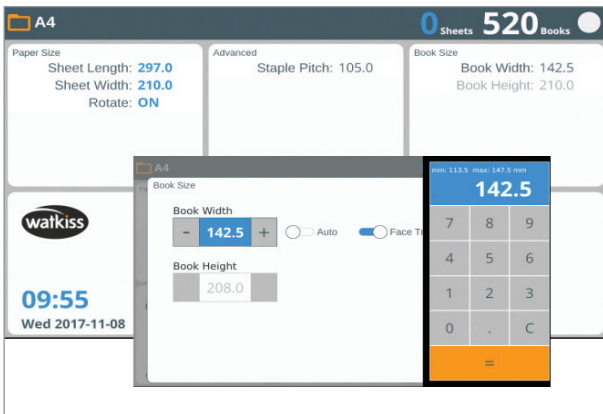 A4
0 Sheets 520 Books
Paper Size
Sheet Length: 297.0
Sheet Width: 210.0
Rotate: ON
Advanced
Staple Pitch: 105.0
Book Size
Book Width: 142.5
Book Height: 210.0
watkiss
09:55
Wed 2017-11-08
A4
Book Size
Book Width
- 142.5 +
Auto
Face Tr
Book Height
208.0
min: 113.5 max: 147.5 mm
142.5
7 8 9
4 5 6
1 2 3
0 . C
=